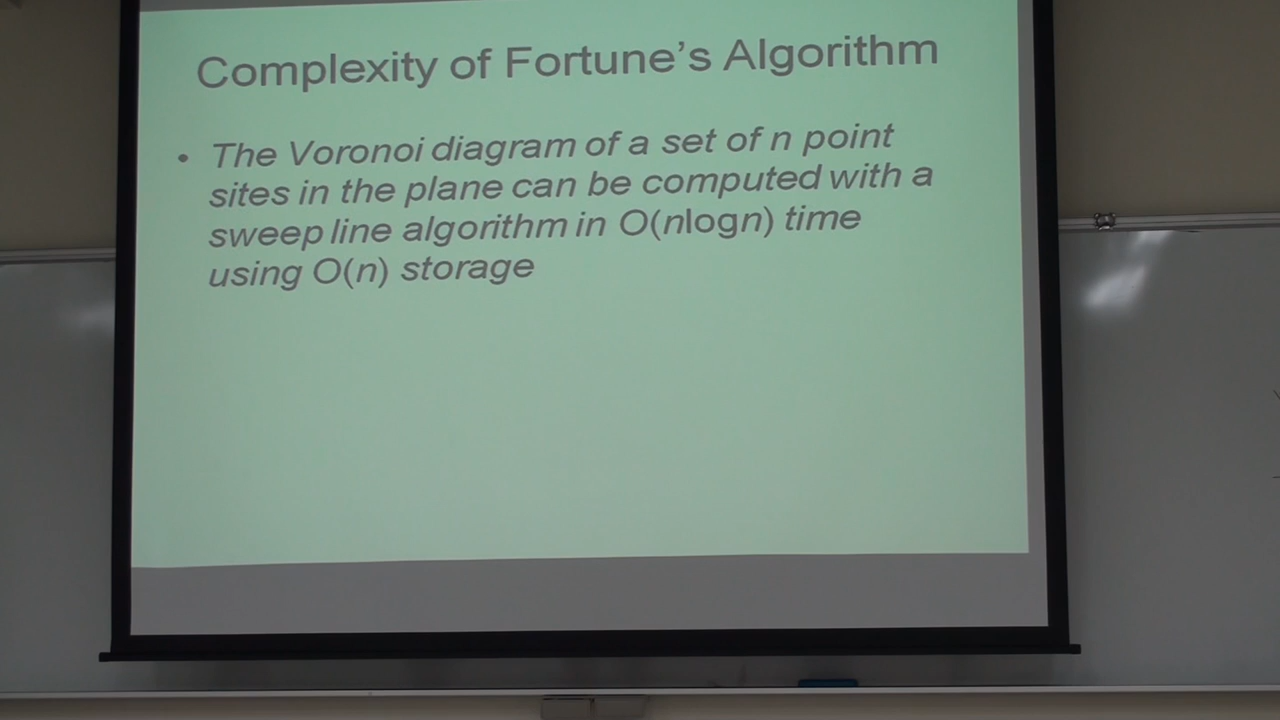 Complexity of Fortune's Algorithm
• The Voronoi diagram of a set of n point
sites in the plane can be computed with a
sweep line algorithm in O(nlogn) time
using O(n) storage